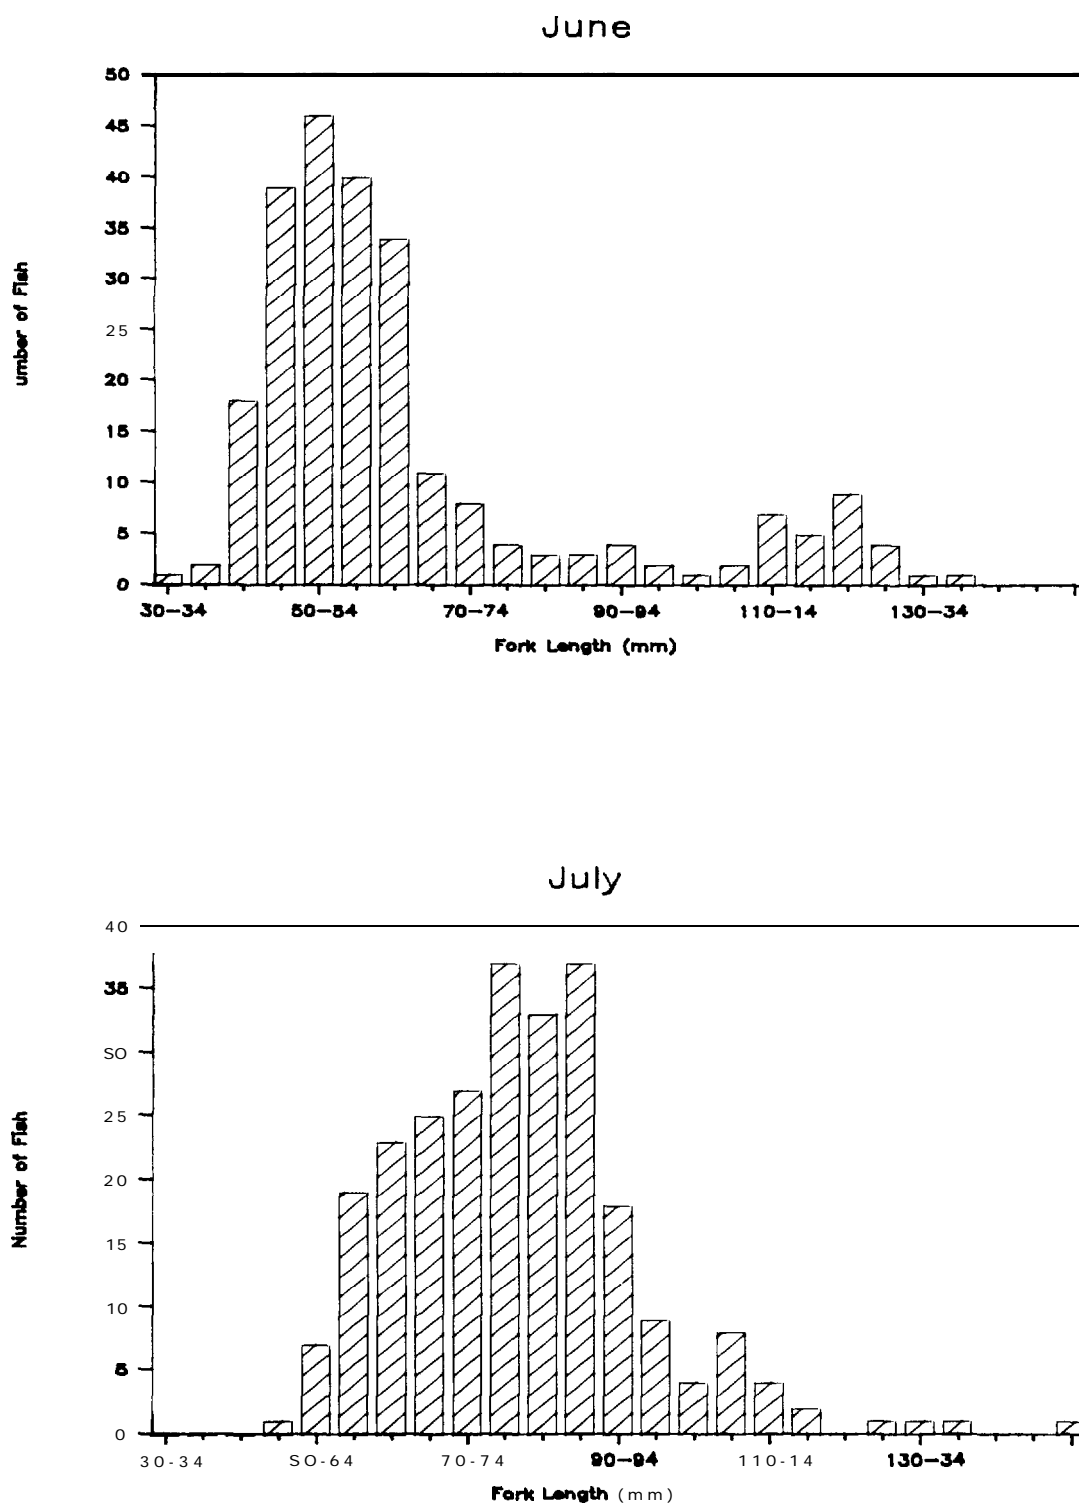 June
50
45
40
35
30
25
20
15
10
5
0
umber of Fish
30-34 50-54 70-74 90-94 110-14 130-34
Fork Length (mm)
July
40
35
SO
25
20
15
10
5
0
Number of Fish
30-34 SO-64 70-74 90-94 110-14 130-34
Fork Length (mm)